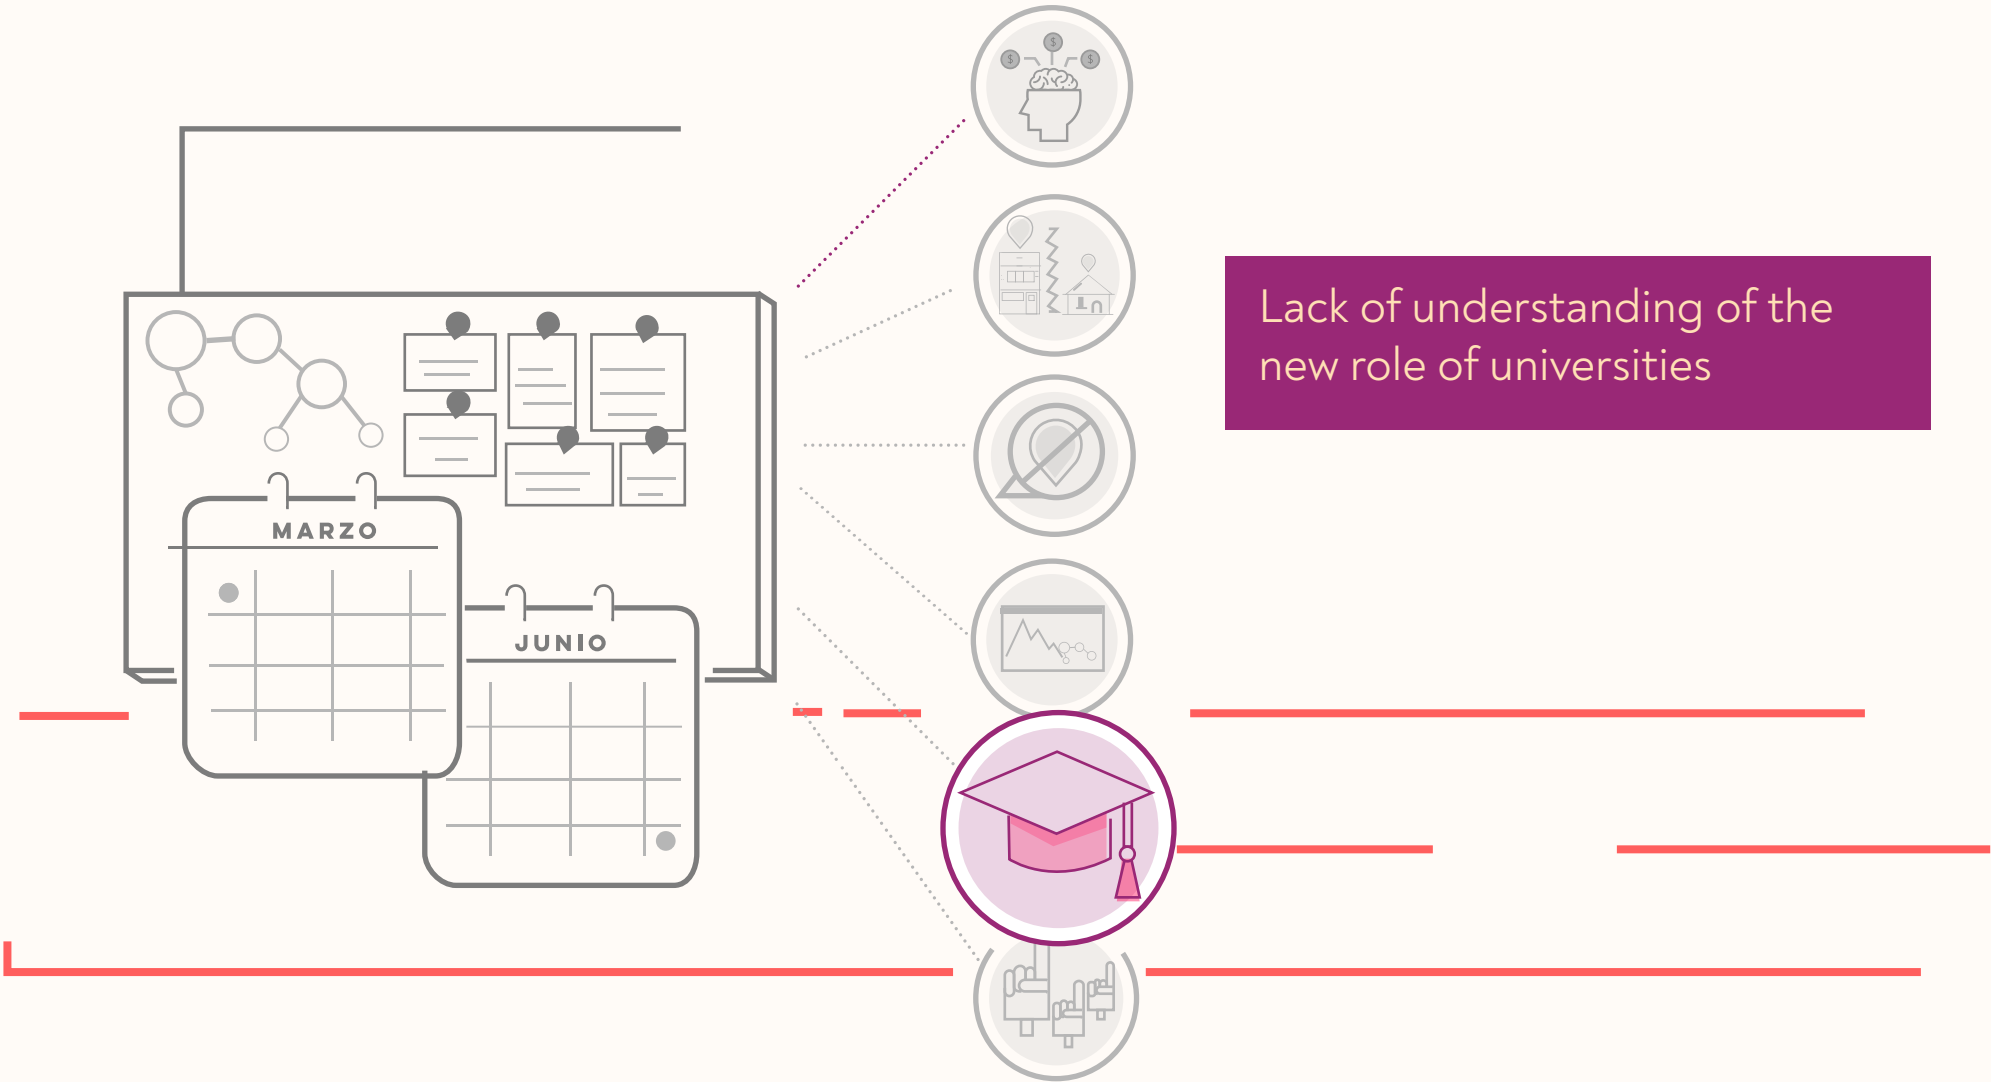 $
$
$
MARZO
JUNIO
Lack of understanding of the
new role of universities